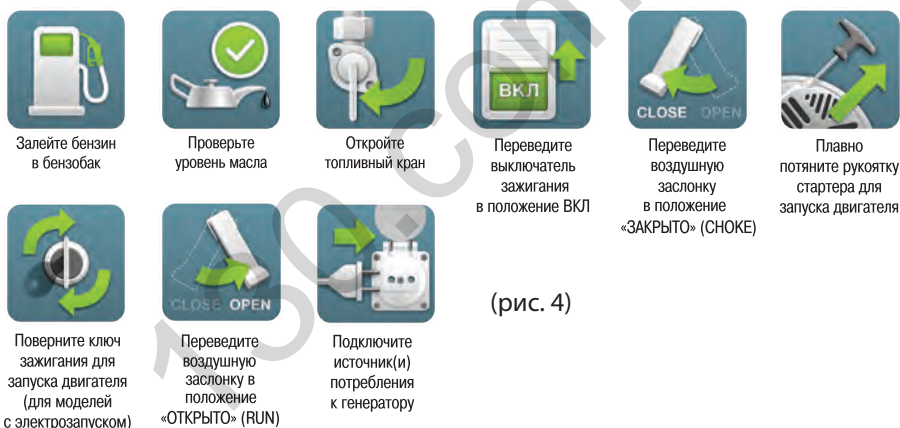 Залейте бензин
в бензобак
Проверьте
уровень масла
Откройте
топливный кран
ВКЛ
Переведите
выключатель
зажигания
в положение ВКЛ
CLOSE OPEN
Переведите
воздушную
заслонку
в положение
«ЗАКРЫТО» (CHOKE)
Плавно
потяните рукоятку
стартера для
запуска двигателя
Поверните ключ
зажигания для
запуска двигателя
(для моделей
с электрозапуском)
CLOSE OPEN
Переведите
воздушную
заслонку в
положение
«ОТКРЫТО» (RUN)
Подключите
источник(и)
потребления
к генератору
(рис. 4)